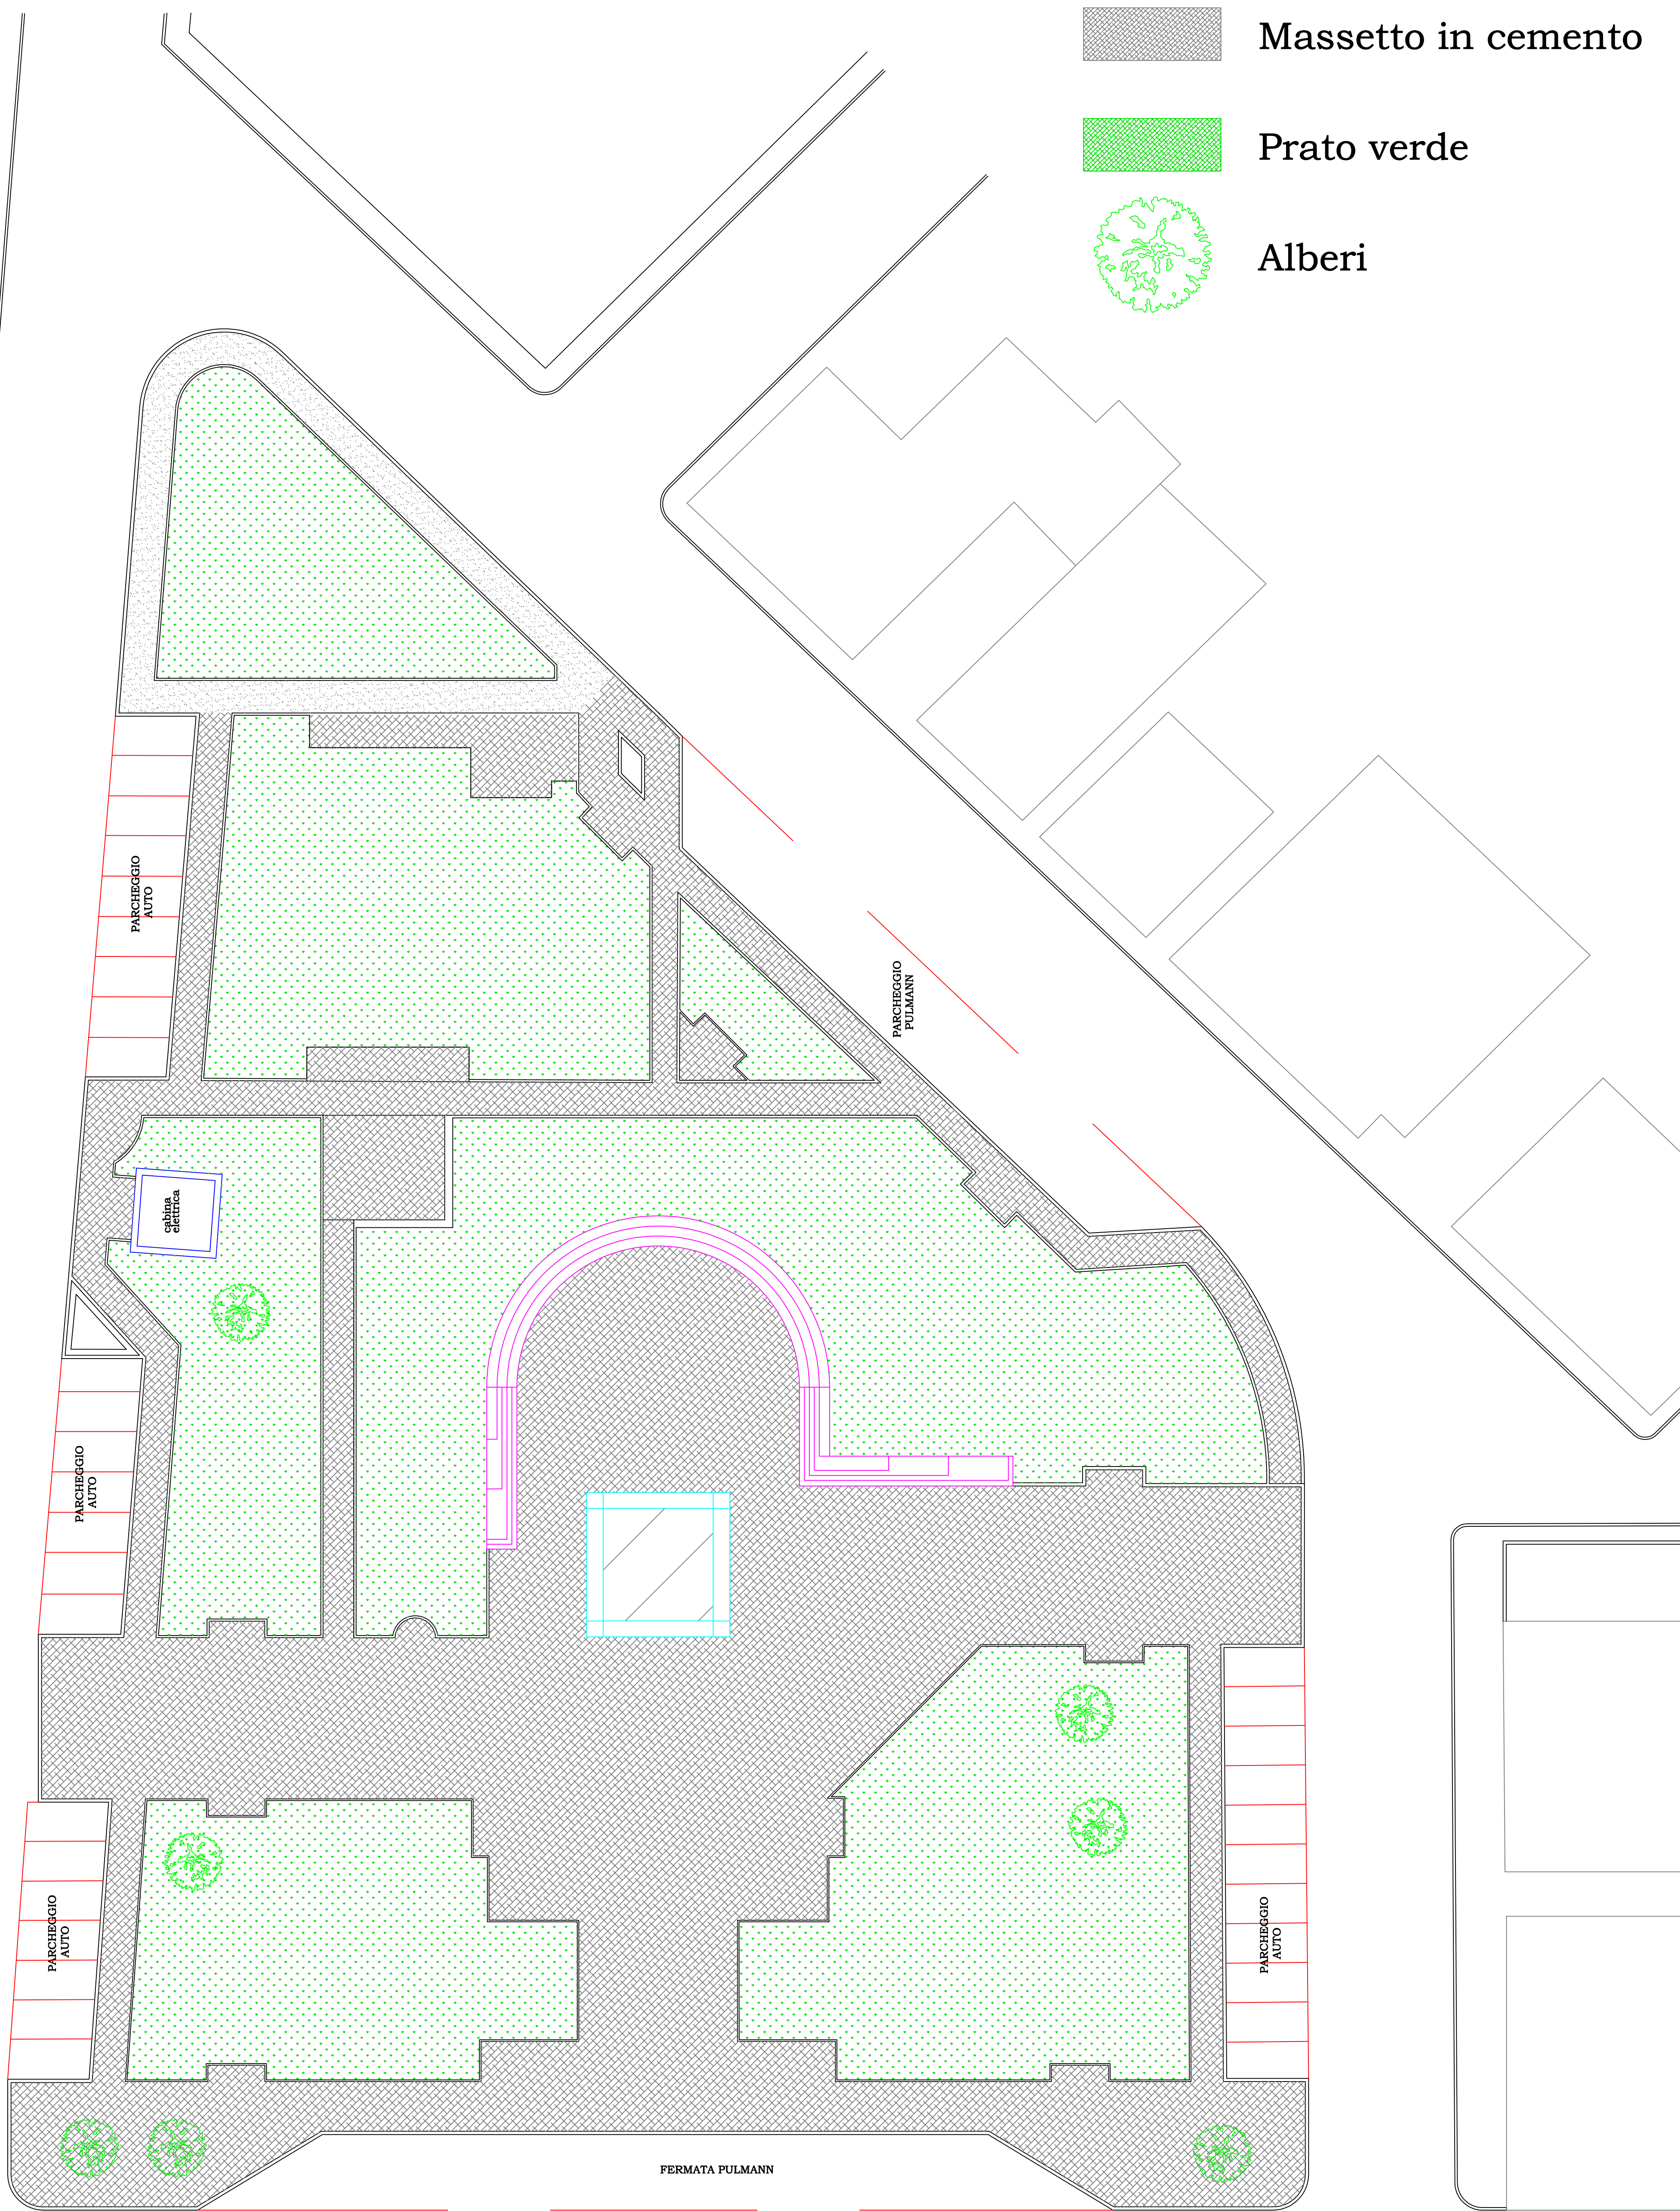 Massetto in cemento
Prato verde
Alberi
PARCHEGGIO
AUTO
PARCHEGGIO
PULMANN
cabina
elettrica
PARCHEGGIO
AUTO
PARCHEGGIO
AUTO
PARCHEGGIO
AUTO
FERMATA PULMANN